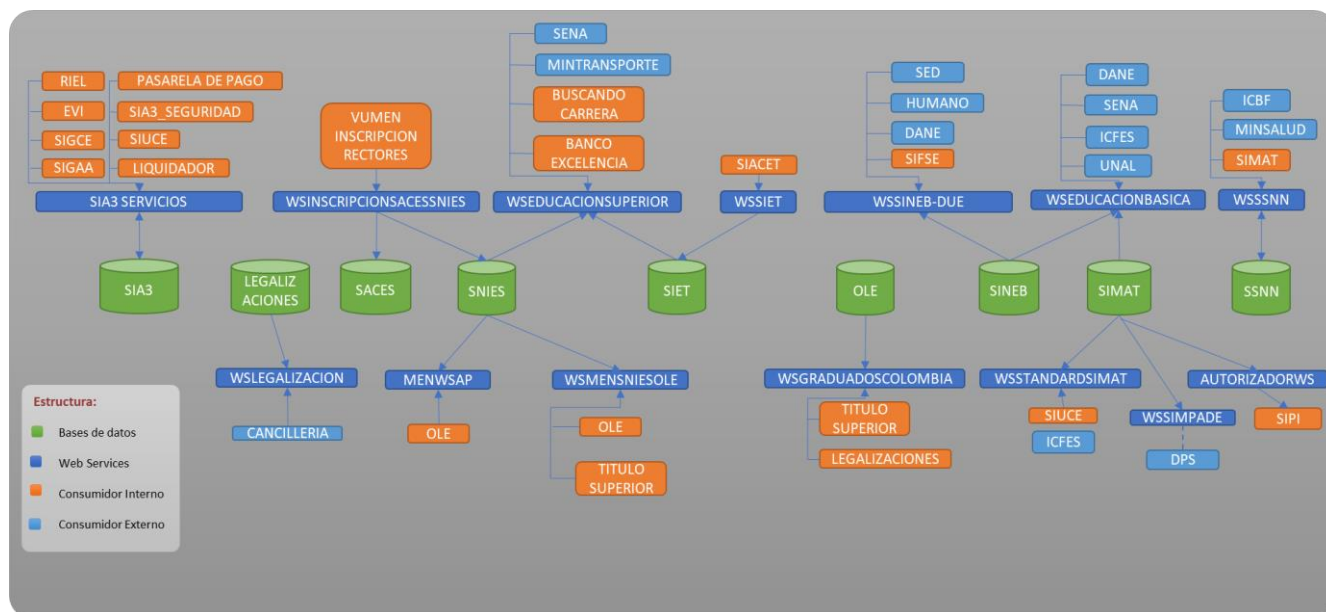 SENA
MINTRANSPORTE
BUSCANDO
CARRERA
BANCO
EXCELENCIA
SED
HUMANO
DANE
SIFSE
DANE
SENA
ICFES
UNAL
ICBF
MINSALUD
SIMAT
RIEL
PASARELA DE PAGO
EVI
SIA3_SEGURIDAD
SIGCE
SIUCE
SIGAA
LIQUIDADOR
VUMEN
INSCRIPCION
RECTORES
SIACET
SIA3 SERVICIOS
WSINSCRIPCIONSACESSNIES
WSEDUCACIONSUPERIOR
WSSIET
WSSINEB-DUE
WSEDUCACIONBASICA
WSSSNN
SIA3
LEGALIZ
ACIONES
SACES
SNIES
SIET
OLE
SINEB
SIMAT
SSNN
WSLEGALIZACION
MENWSAP
WSMENSNIESOLE
WSGRADUADOSCOLOMBIA
WSSTANDARDSIMAT
AUTORIZADORWS
CANCILLERIA
OLE
OLE
TITULO
SUPERIOR
TITULO
SUPERIOR
LEGALIZACIONES
SIUCE
ICFES
WSSIMPADE
DPS
SIPI
Estructura:
Bases de datos
Web Services
Consumidor Interno
Consumidor Externo